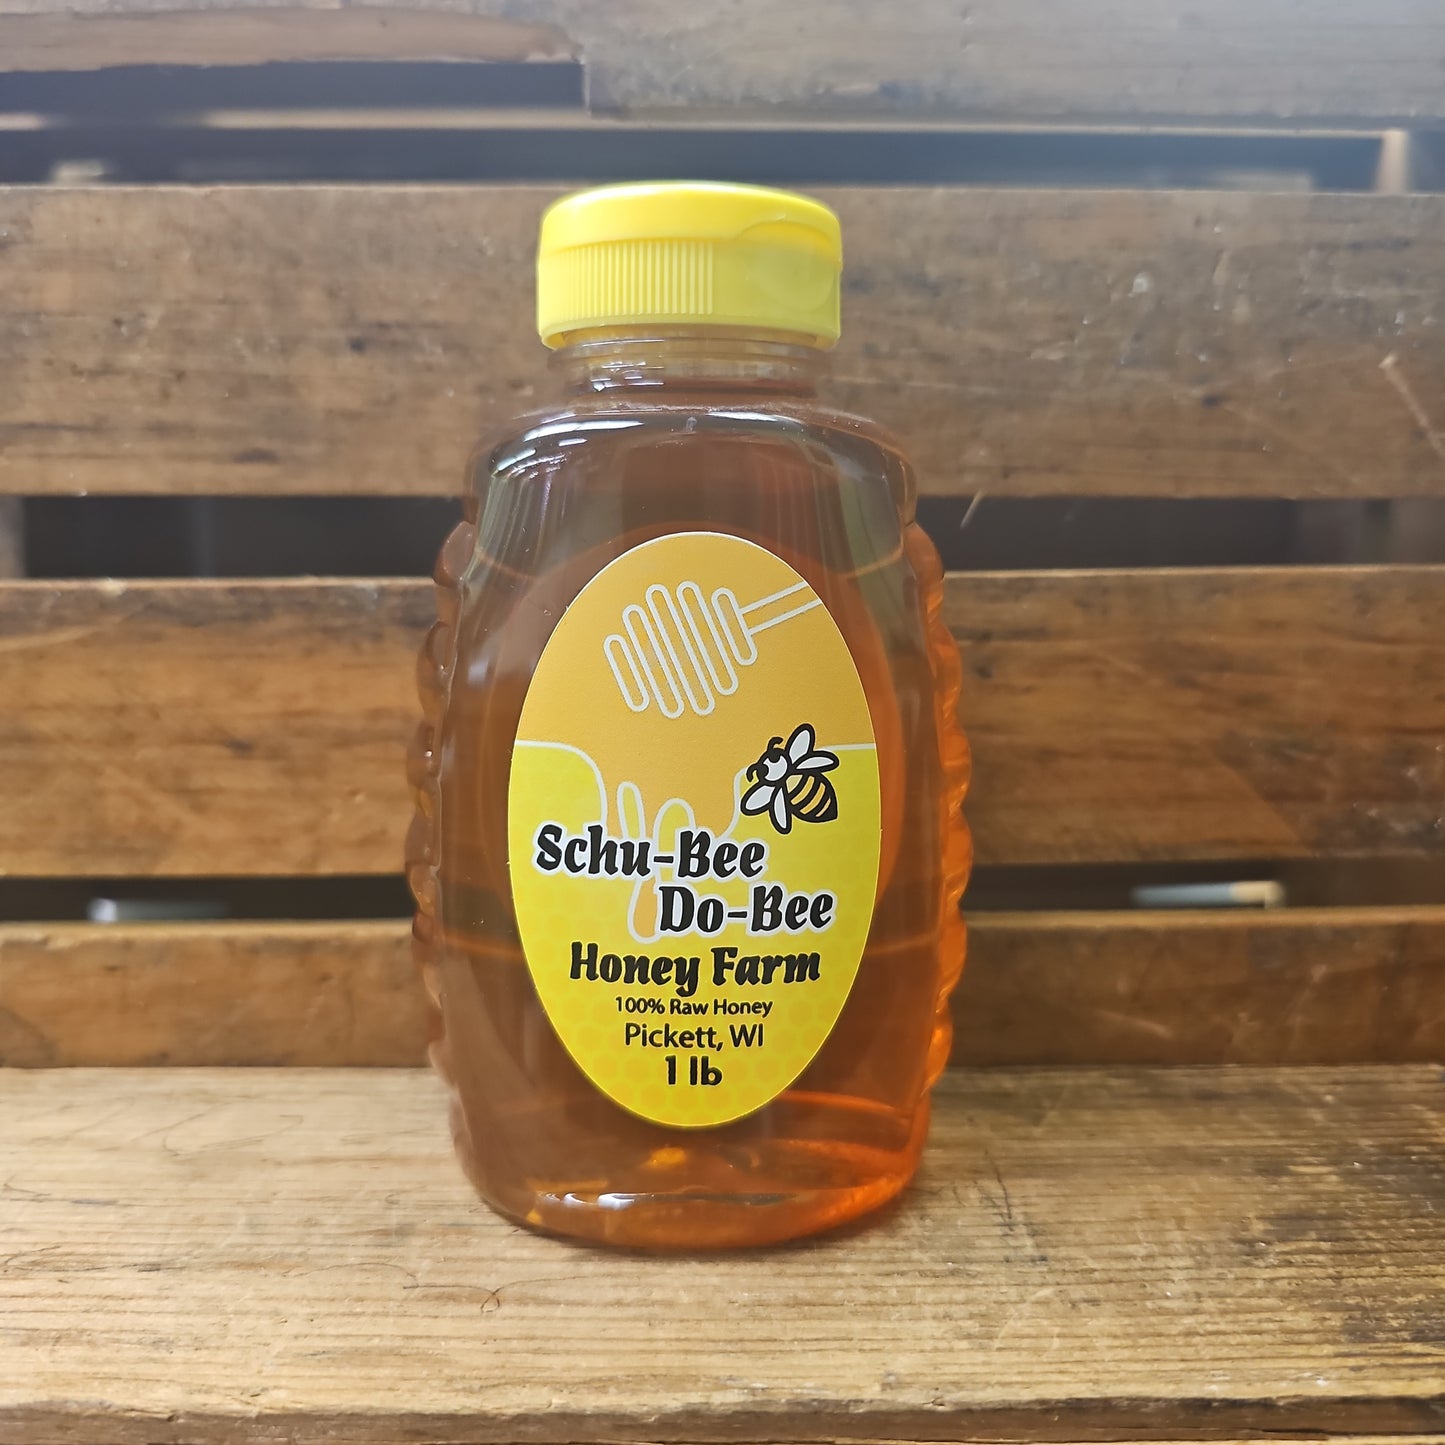 Schu-Bee
Do-Bee
Honey Farm
100% Raw Honey
Pickett, WI
1 lb